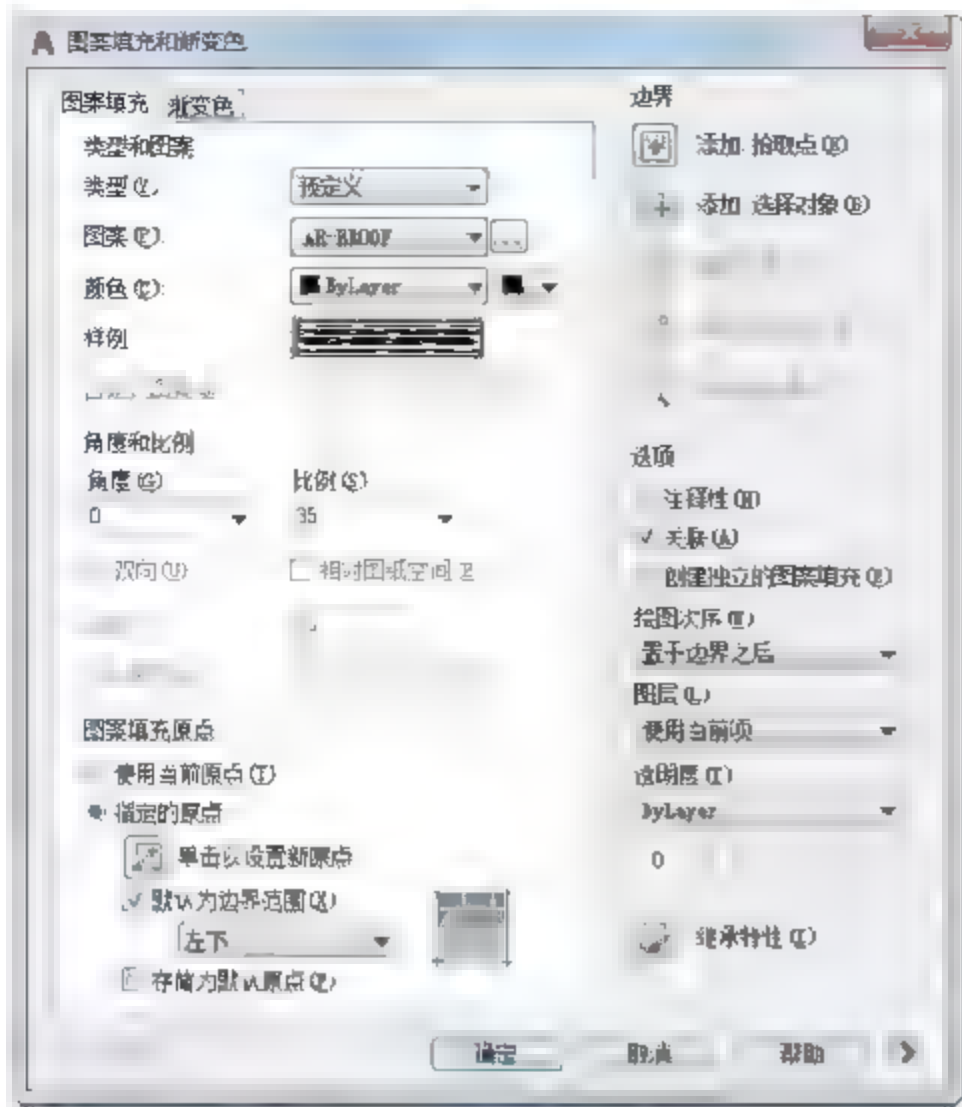 图案填充和渐变色
图案填充 渐变色
类型和图案
类型(Y)
预定义
图案(P):
AR-RROOF
颜色(C):
ByLayer
样例
角度和比例
角度(G)
比例(S)
0
35
双向(U)
相对图纸空间
图案填充原点
使用当前原点(T)
指定的原点
单击以设置新原点
默认为边界范围(X)
左下
存储为默认原点(F)
边界
添加 拾取点(K)
添加 选择对象(B)
选项
注释性(N)
关联(A)
创建独立的图案填充(H)
绘图次序(W)
置于边界之后
图层(L)
使用当前项
透明度(T)
ByLayer
0
继承特性(I)
确定
取消
帮助